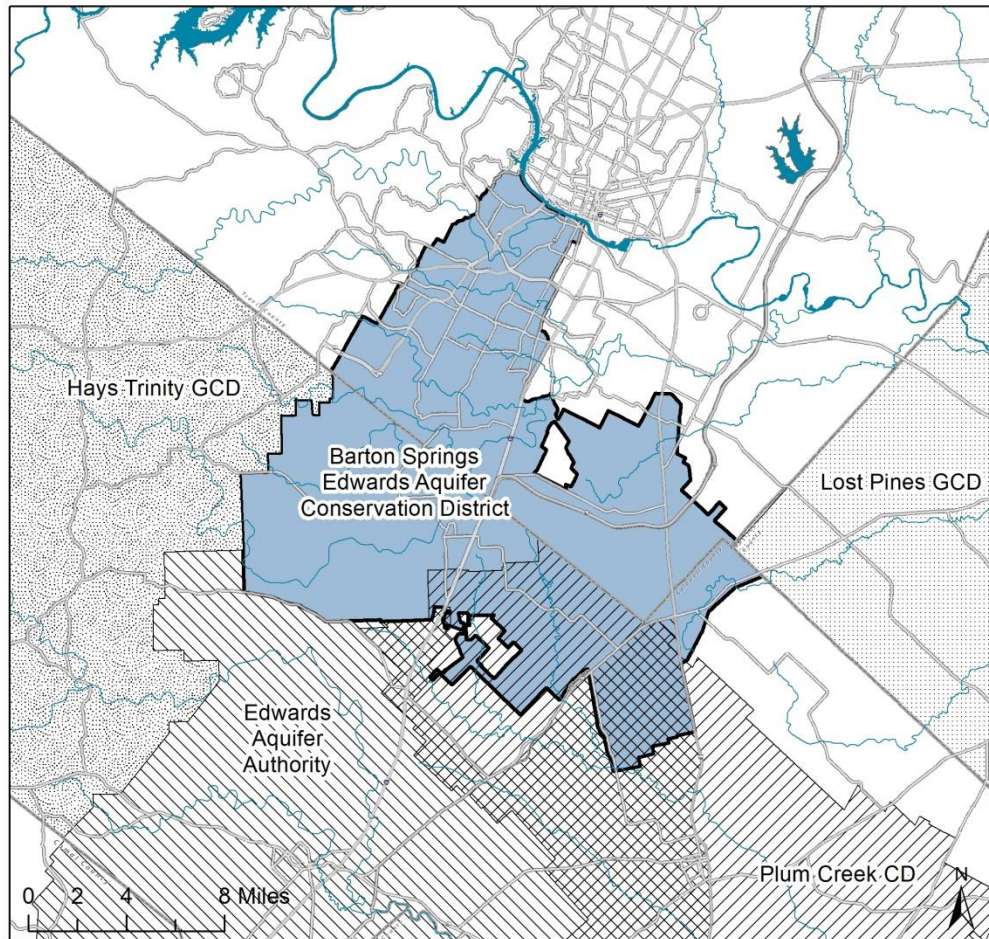 Hays Trinity GCD
Barton Springs
Edwards Aquifer
Conservation District
Lost Pines GCD
Edwards
Aquifer
Authority
Plum Creek CD
N
0 2 4 8 Miles